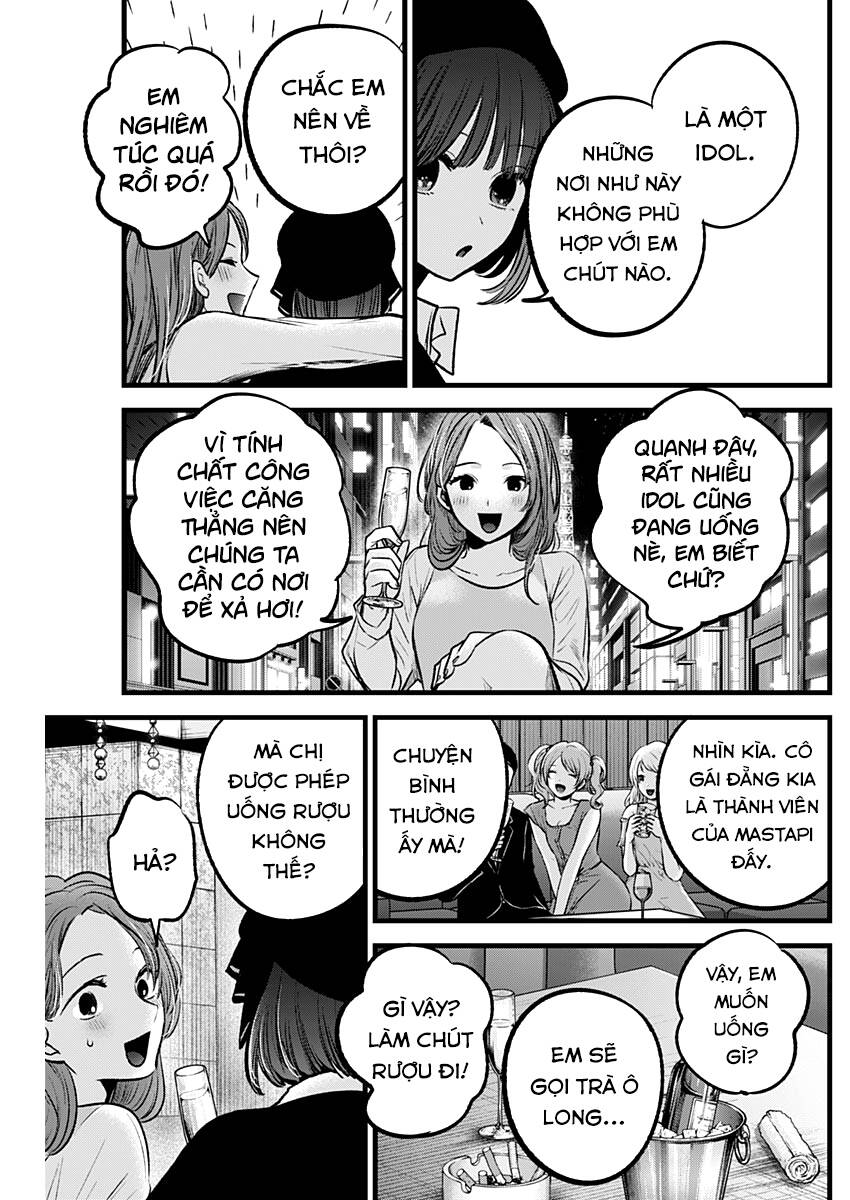 LÀ MỘT
IDOL.
NHỮNG
NƠI NHƯ NÀY
KHÔNG PHÙ
HỢP VỚI EM
CHÚT NÀO.
CHẮC EM
NÊN VỀ
THÔI?
EM
NGHIÊM
TÚC QUÁ
RỒI ĐÓ!
QUANH ĐÂY,
RẤT NHIỀU
IDOL CŨNG
ĐANG UỐNG
NÈ, EM BIẾT
CHỨ?
VÌ TÍNH
CHẤT CÔNG
VIỆC CĂNG
THẲNG NÊN
CHÚNG TA
CẦN CÓ NƠI
ĐỂ XẢ HƠI!
NHÌN KÌA. CÔ
GÁI ĐẰNG KIA
LÀ THÀNH VIÊN
CỦA MASTAPI
ĐẤY.
CHUYỆN
BÌNH
THƯỜNG
ẤY MÀ!
VẬY, EM
MUỐN
UỐNG
GÌ?
EM SẼ
GỌI TRÀ Ô
LONG...
GÌ VẬY?
LÀM CHÚT
RƯỢU ĐI!
MÀ CHỊ
ĐƯỢC PHÉP
UỐNG RƯỢU
KHÔNG
THẾ?
HẢ?